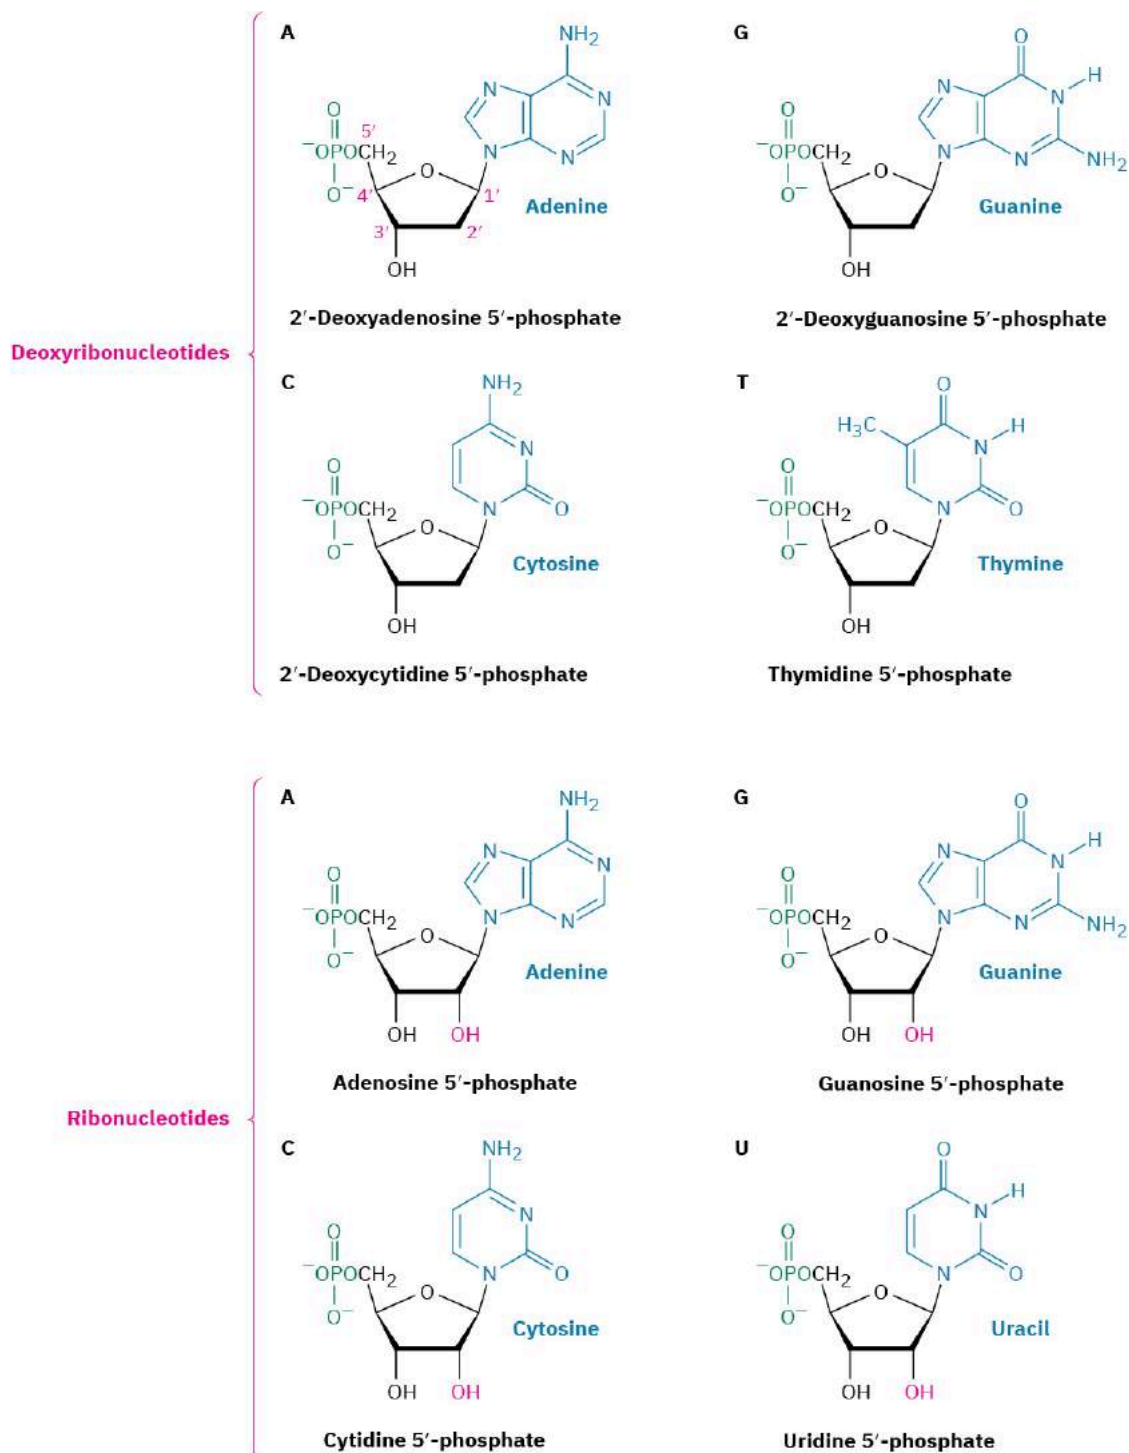 A
NH₂
N
N
N
N
O
5′
⁻OPOCH₂
O⁻
O
4′
1′
3′
2′
OH
Adenine
2′-Deoxyadenosine 5′-phosphate
G
O
N
N
H
N
N
NH₂
O
⁻OPOCH₂
O⁻
O
OH
Guanine
2′-Deoxyguanosine 5′-phosphate
Deoxyribonucleotides
C
NH₂
N
N
O
O
⁻OPOCH₂
O⁻
O
OH
Cytosine
2′-Deoxycytidine 5′-phosphate
T
O
H₃C
N
H
N
O
O
⁻OPOCH₂
O⁻
O
OH
Thymine
Thymidine 5′-phosphate
A
NH₂
N
N
N
N
O
⁻OPOCH₂
O⁻
O
OH
OH
Adenine
Adenosine 5′-phosphate
G
O
N
N
H
N
N
NH₂
O
⁻OPOCH₂
O⁻
O
OH
OH
Guanine
Guanosine 5′-phosphate
Ribonucleotides
C
NH₂
N
N
O
O
⁻OPOCH₂
O⁻
O
OH
OH
Cytosine
Cytidine 5′-phosphate
U
O
N
H
N
O
O
⁻OPOCH₂
O⁻
O
OH
OH
Uracil
Uridine 5′-phosphate